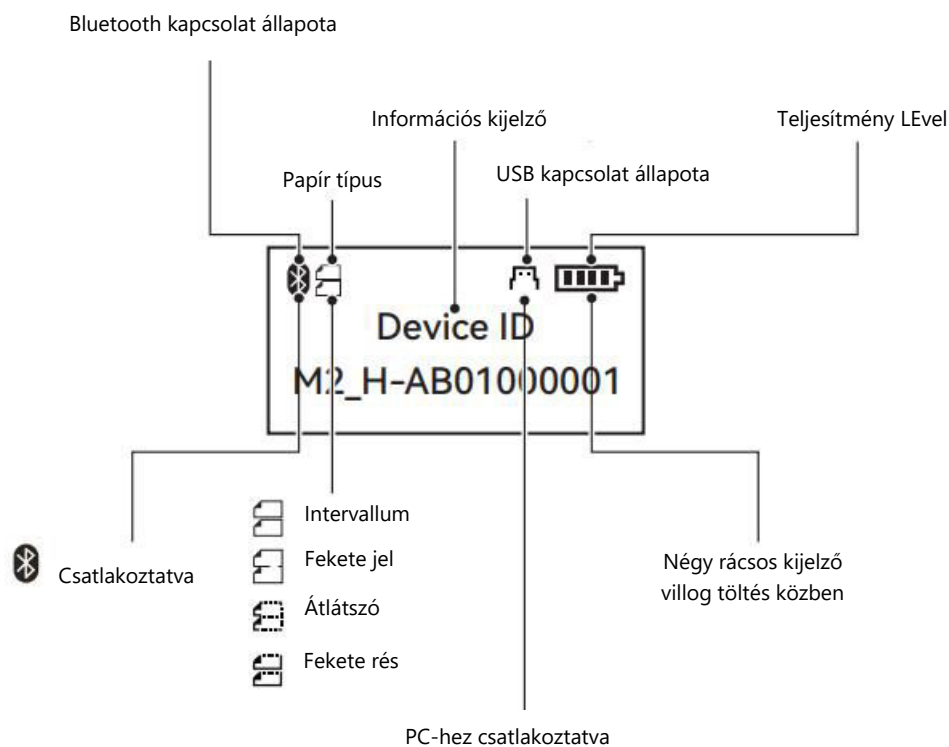 Bluetooth kapcsolat állapota
Információs kijelző
Teljesítmény LEvel
Papír típus
USB kapcsolat állapota
Device ID
M2_H-AB01000001
Intervallum
Fekete jel
Csatlakoztatva
Négy rácsos kijelző
villog töltés közben
Átlátszó
Fekete rés
PC-hez csatlakoztatva